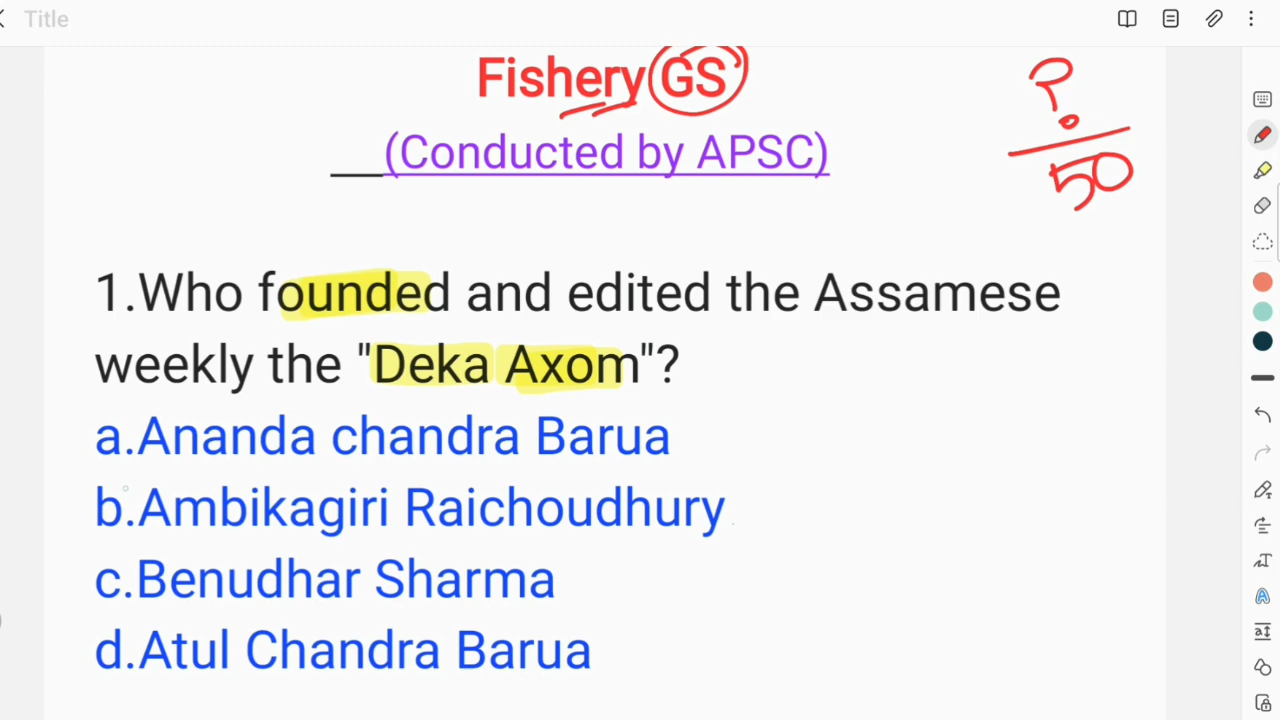 Title
Fishery GS
(Conducted by APSC)
?
50
1.Who founded and edited the Assamese
weekly the "Deka Axom"?
a.Ananda chandra Barua
b.Ambikagiri Raichoudhury
c.Benudhar Sharma
d.Atul Chandra Barua